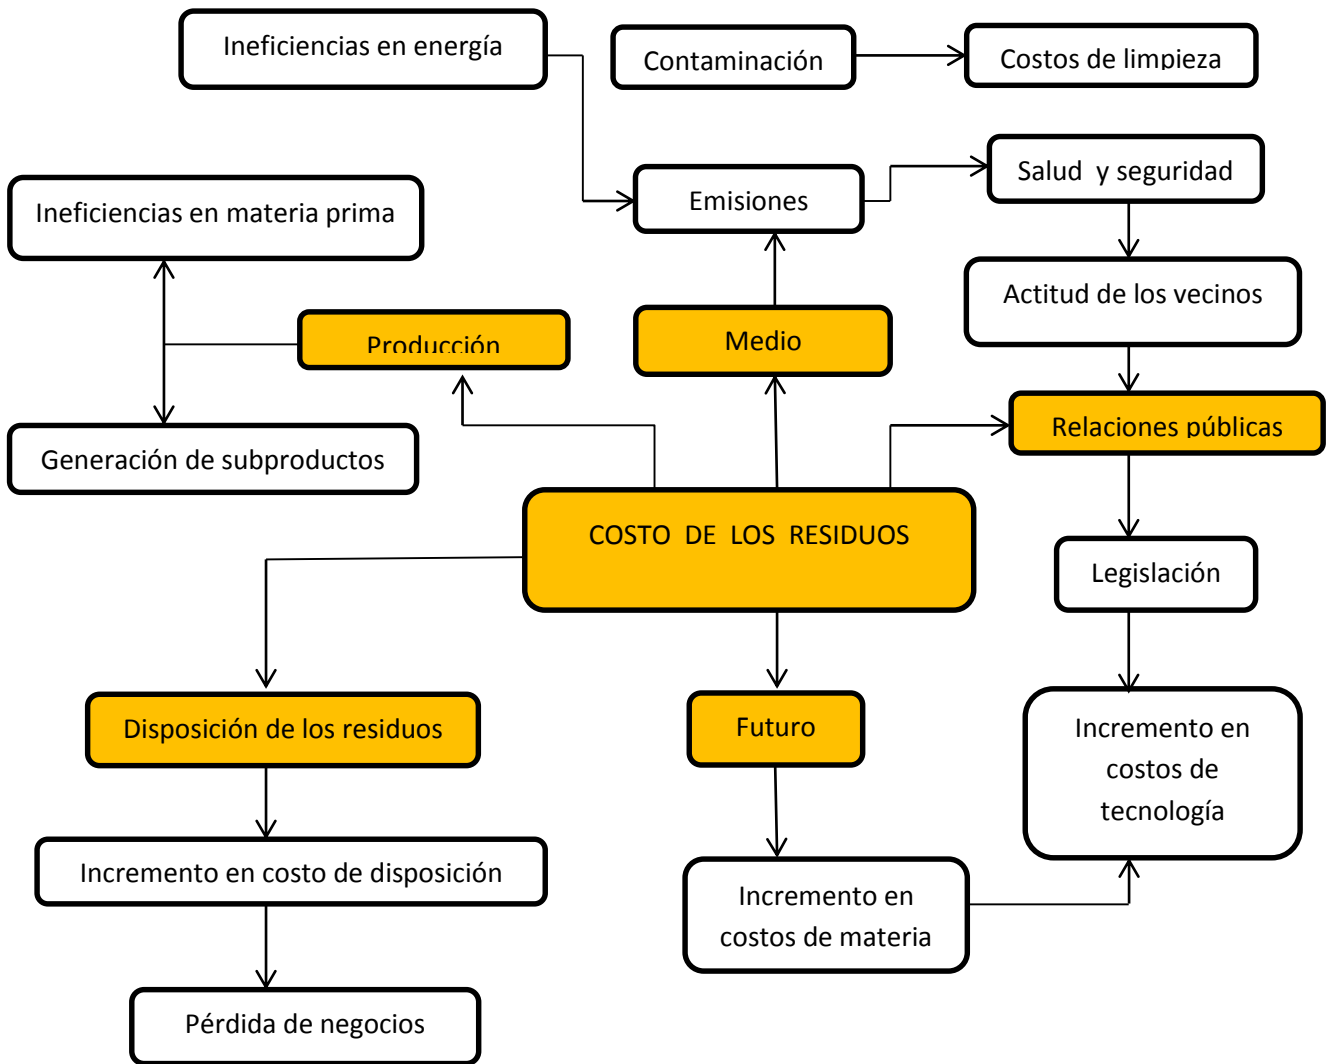 Ineficiencias en energía
Contaminación
Costos de limpieza
Salud y seguridad
Emisiones
Ineficiencias en materia prima
Actitud de los vecinos
Producción
Medio
Relaciones públicas
Generación de subproductos
COSTO DE LOS RESIDUOS
Legislación
Disposición de los residuos
Futuro
Incremento en
costos de
tecnología
Incremento en costo de disposición
Incremento en
costos de materia
Pérdida de negocios